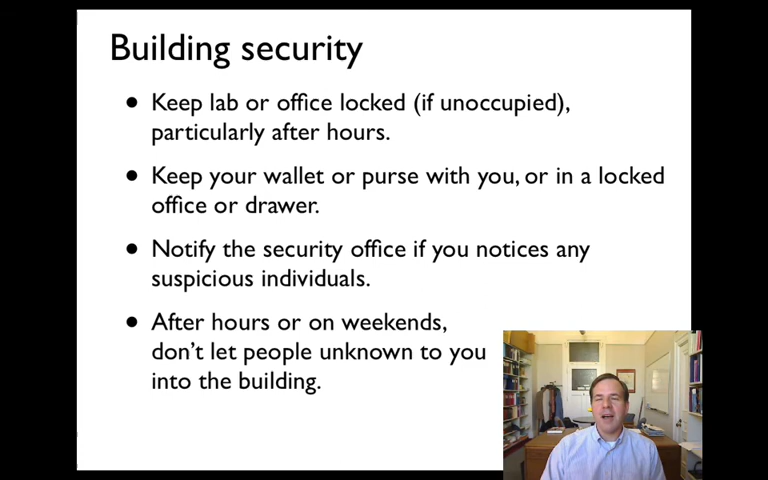 Building security
• Keep lab or office locked (if unoccupied),
particularly after hours.
• Keep your wallet or purse with you, or in a locked
office or drawer.
• Notify the security office if you notices any
suspicious individuals.
• After hours or on weekends,
don't let people unknown to you
into the building.